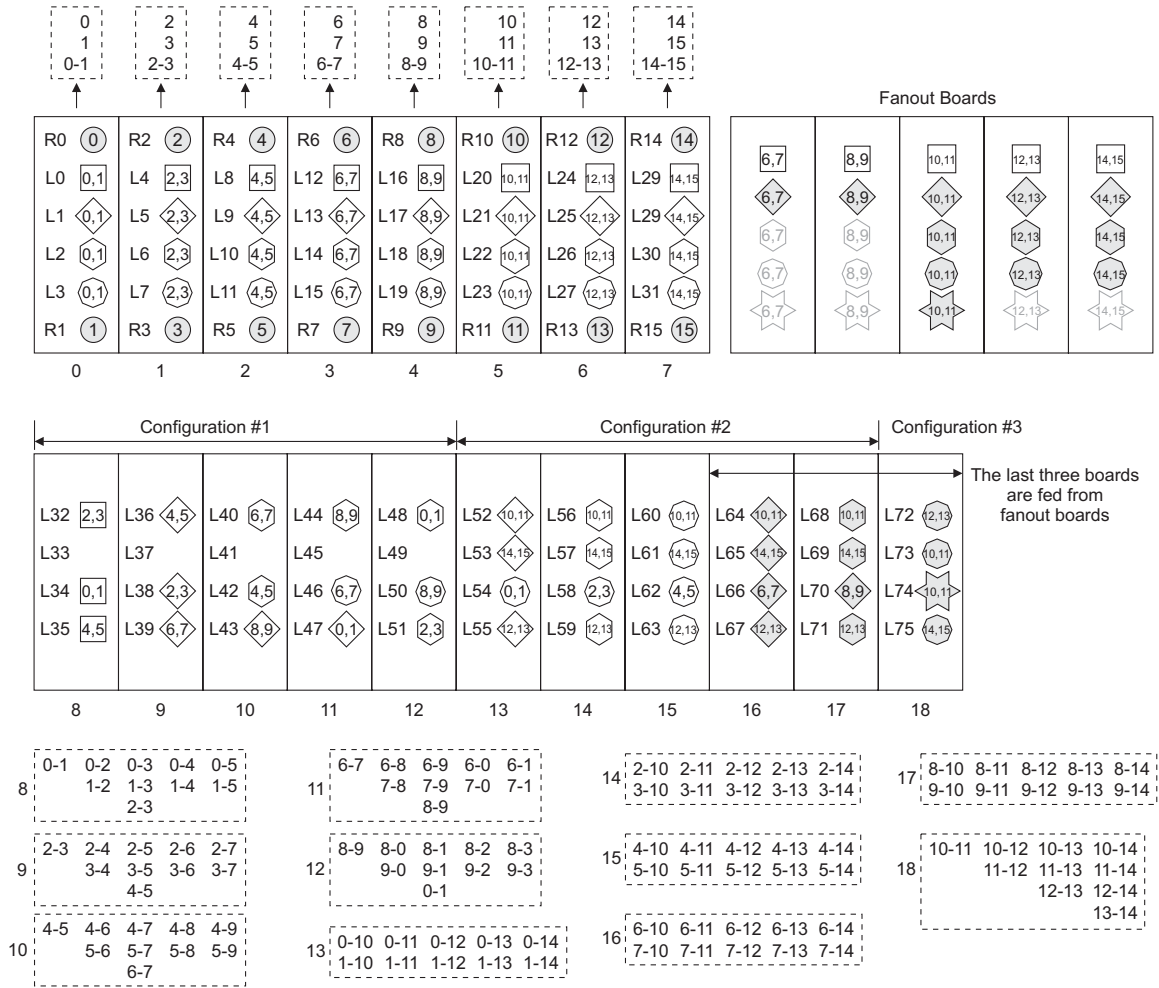 0 2 4 6 8 10 12 14
1 3 5 7 9 11 13 15
0-1 2-3 4-5 6-7 8-9 10-11 12-13 14-15
Fanout Boards
R0 0 R2 2 R4 4 R6 6 R8 8 R10 10 R12 12 R14 14
L0 0,1 L4 2,3 L8 4,5 L12 6,7 L16 8,9 L20 10,11 L24 12,13 L29 14,15
L1 0,1 L5 2,3 L9 4,5 L13 6,7 L17 8,9 L21 10,11 L25 12,13 L29 14,15
L2 0,1 L6 2,3 L10 4,5 L14 6,7 L18 8,9 L22 10,11 L26 12,13 L30 14,15
L3 0,1 L7 2,3 L11 4,5 L15 6,7 L19 8,9 L23 10,11 L27 12,13 L31 14,15
R1 1 R3 3 R5 5 R7 7 R9 9 R11 11 R13 13 R15 15
0 1 2 3 4 5 6 7
6,7 8,9 10,11 12,13 14,15
6,7 8,9 10,11 12,13 14,15
6,7 8,9 10,11 12,13 14,15
6,7 8,9 10,11 12,13 14,15
6,7 8,9 10,11 12,13 14,15
Configuration #1 Configuration #2 Configuration #3
The last three boards
are fed from
fanout boards
L32 2,3 L36 4,5 L40 6,7 L44 8,9 L48 0,1 L52 10,11 L56 10,11 L60 10,11 L64 10,11 L68 10,11 L72 12,13
L33 L37 L41 L45 L49 L53 14,15 L57 14,15 L61 14,15 L65 14,15 L69 14,15 L73 10,11
L34 0,1 L38 2,3 L42 4,5 L46 6,7 L50 8,9 L54 0,1 L58 2,3 L62 4,5 L66 6,7 L70 8,9 L74 10,11
L35 4,5 L39 6,7 L43 8,9 L47 0,1 L51 2,3 L55 12,13 L59 12,13 L63 12,13 L67 12,13 L71 12,13 L75 14,15
8 9 10 11 12 13 14 15 16 17 18
8
0-1 0-2 0-3 0-4 0-5
1-2 1-3 1-4 1-5
2-3
9
2-3 2-4 2-5 2-6 2-7
3-4 3-5 3-6 3-7
4-5
10
4-5 4-6 4-7 4-8 4-9
5-6 5-7 5-8 5-9
6-7
11
6-7 6-8 6-9 6-0 6-1
7-8 7-9 7-0 7-1
8-9
12
8-9 8-0 8-1 8-2 8-3
9-0 9-1 9-2 9-3
0-1
13
0-10 0-11 0-12 0-13 0-14
1-10 1-11 1-12 1-13 1-14
14
2-10 2-11 2-12 2-13 2-14
3-10 3-11 3-12 3-13 3-14
15
4-10 4-11 4-12 4-13 4-14
5-10 5-11 5-12 5-13 5-14
16
6-10 6-11 6-12 6-13 6-14
7-10 7-11 7-12 7-13 7-14
17
8-10 8-11 8-12 8-13 8-14
9-10 9-11 9-12 9-13 9-14
18
10-11 10-12 10-13 10-14
11-12 11-13 11-14
12-13 12-14
13-14